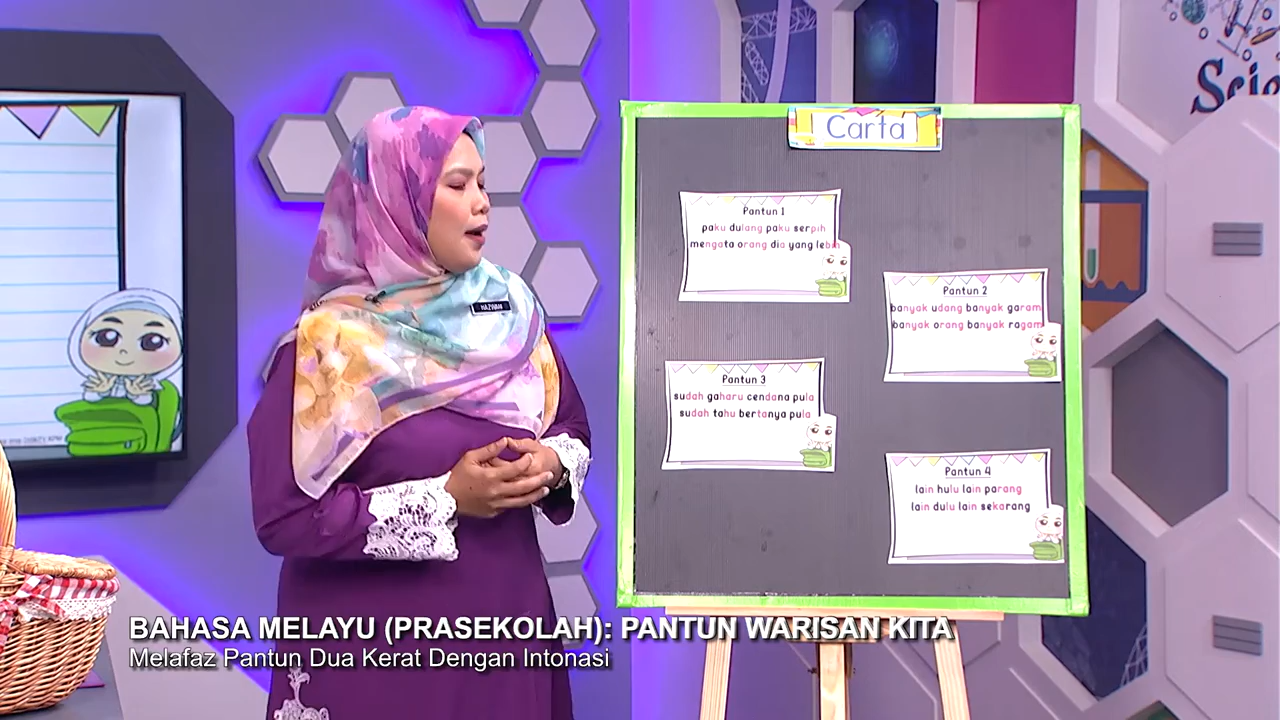 Scie
Carta
Pantun 1
paku dulang paku serpih
mengata orang dia yang lebih
Pantun 2
banyak udang banyak garam
banyak orang banyak ragam
Pantun 3
sudah gaharu cendana pula
sudah tahu bertanya pula
Pantun 4
lain hulu lain parang
lain dulu lain sekarang
HAZWANI
BAHASA MELAYU (PRASEKOLAH): PANTUN WARISAN KITA
Melafaz Pantun Dua Kerat Dengan Intonasi